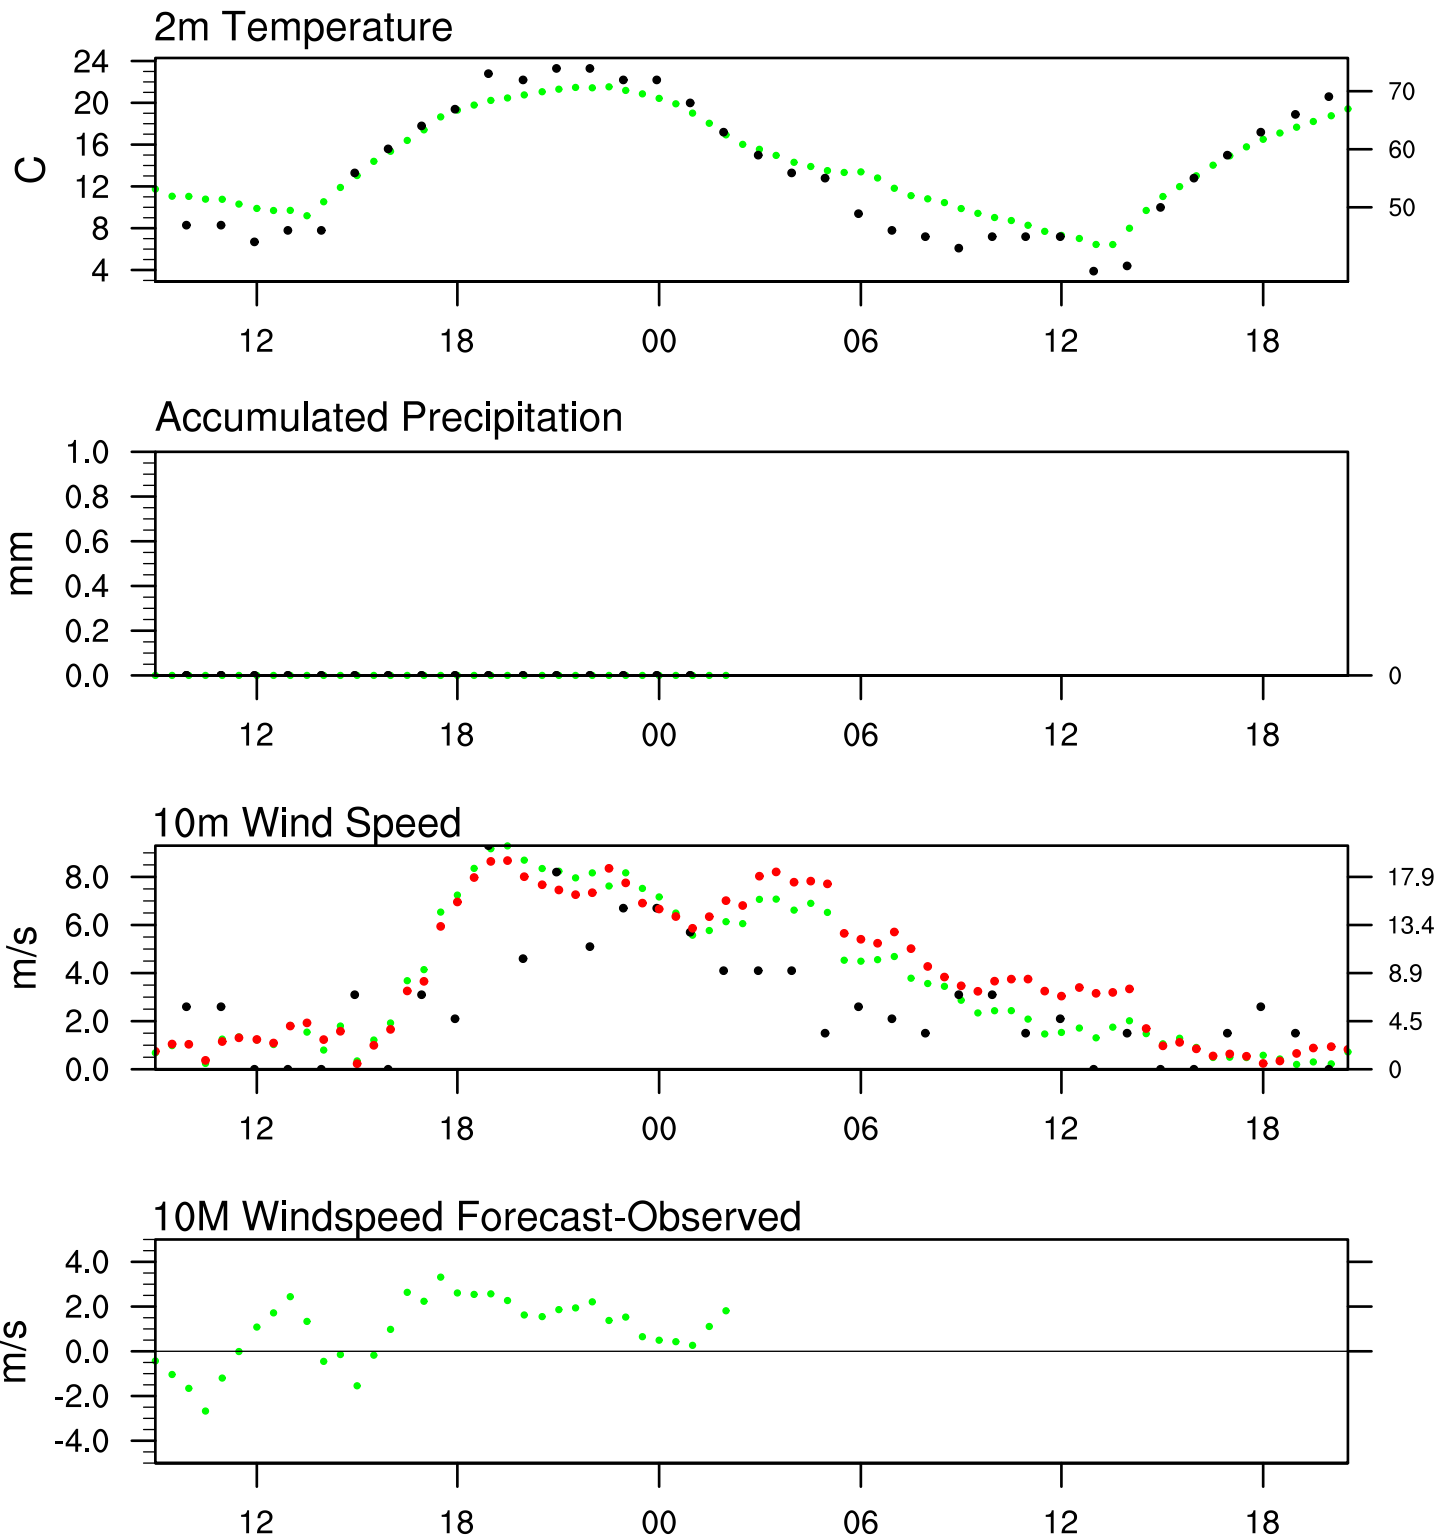 2m Temperature
24
20
16
12
8
4
C
70
60
50
12 18 00 06 12 18
Accumulated Precipitation
1.0
0.8
0.6
0.4
0.2
0.0
mm
0
12 18 00 06 12 18
10m Wind Speed
8.0
6.0
4.0
2.0
0.0
m/s
17.9
13.4
8.9
4.5
0
12 18 00 06 12 18
10M Windspeed Forecast-Observed
4.0
2.0
0.0
-2.0
-4.0
m/s
12 18 00 06 12 18